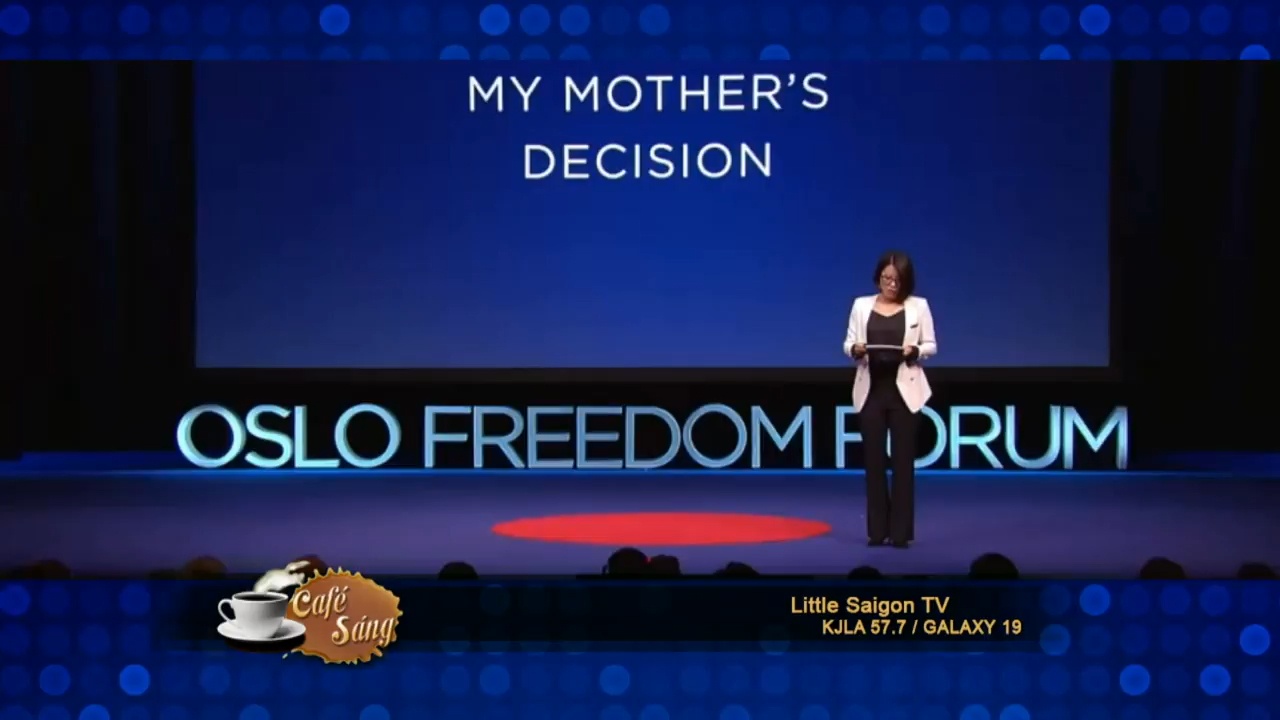 MY MOTHER'S
DECISION
OSLO FREEDOM FORUM
Café
Sáng
Little Saigon TV
KJLA 57.7 / GALAXY 19